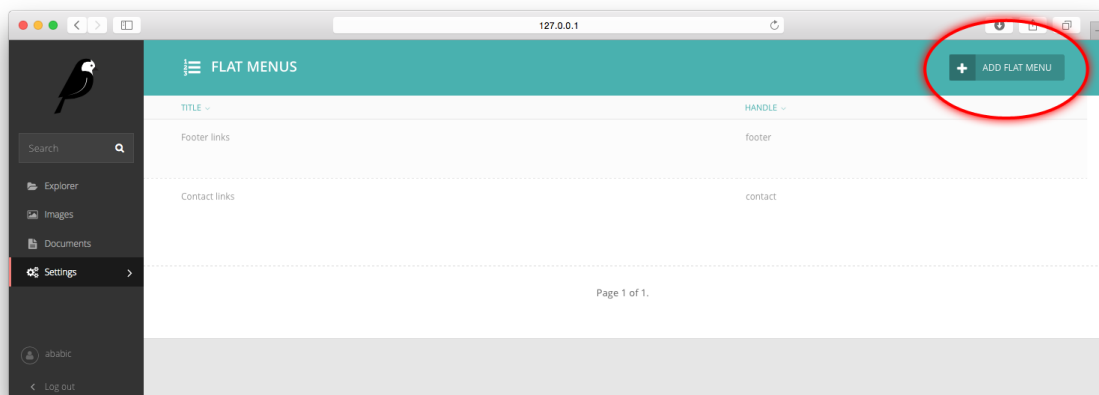 127.0.0.1
FLAT MENUS
ADD FLAT MENU
TITLE
HANDLE
Search
Footer links
footer
Explorer
Contact links
contact
Images
Documents
Settings
Page 1 of 1.
ababic
Log out